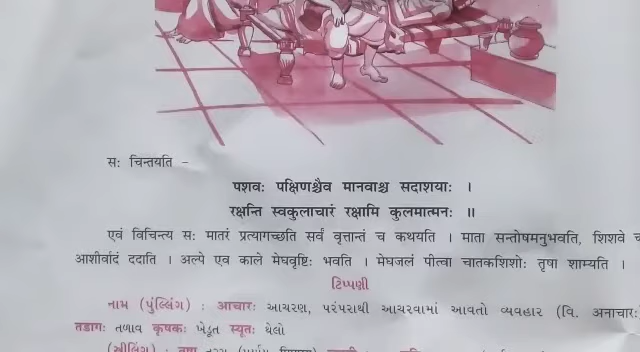 सः चिन्तयति -
पशवः पक्षिणश्चैव मानवाश्च सदाशयाः ।
रक्षन्ति स्वकुलाचारं रक्षामि कुलमात्मनः ॥
एवं विचिन्त्य सः मातरं प्रत्यागच्छति सर्वं वृत्तान्तं च कथयति । माता सन्तोषमनुभवति, शिशवे च
आशीर्वादं ददाति । अल्पे एव काले मेघवृष्टिः भवति । मेघजलं पीत्वा चातकशिशोः तृषा शाम्यति ।
टिप्पणी
नाम (पुंल्लिंग) : आचारः આચરણ, પરંપરાથી આચરવામાં આવતો વ્યવહાર (વિ. અનાચારઃ)
तडागः તળાવ कृषकः ખેડૂત स्यूतः થેલો